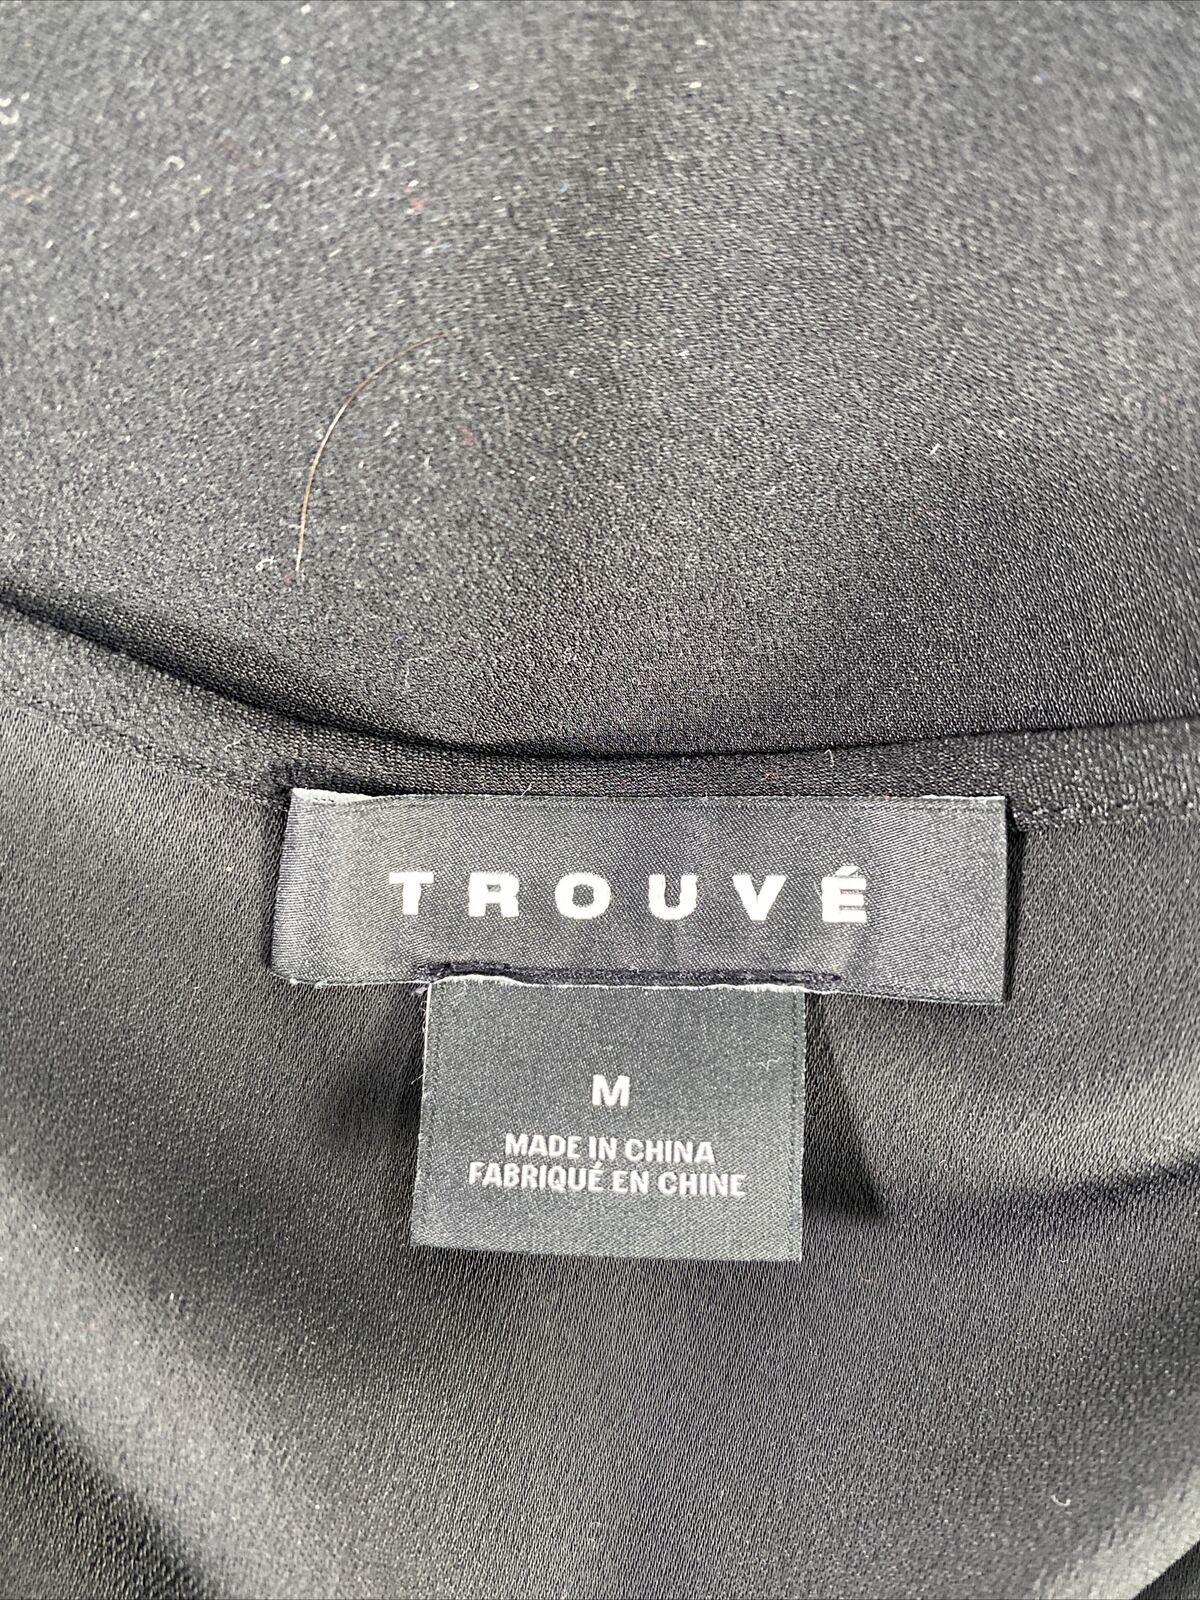 TROUVÉ
M
MADE IN CHINA
FABRIQUÉ EN CHINE